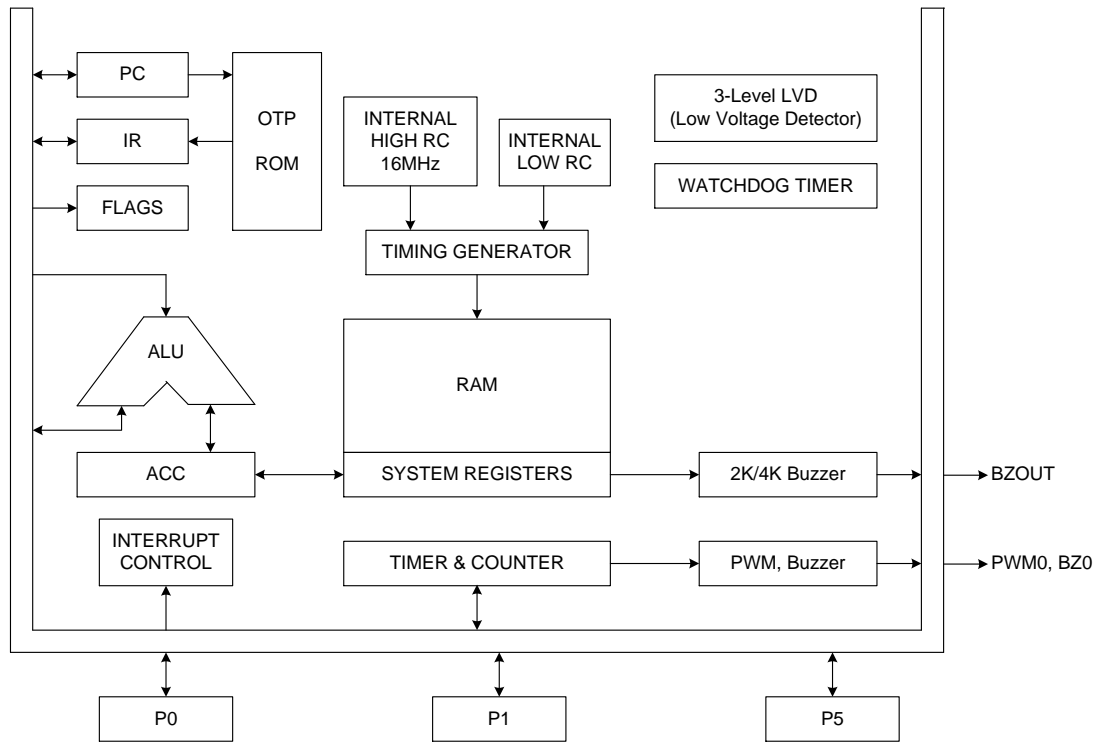 PC
OTP
ROM
IR
FLAGS
INTERNAL
HIGH RC
16MHz
INTERNAL
LOW RC
3-Level LVD
(Low Voltage Detector)
WATCHDOG TIMER
TIMING GENERATOR
ALU
RAM
ACC
SYSTEM REGISTERS
2K/4K Buzzer
BZOUT
INTERRUPT
CONTROL
TIMER & COUNTER
PWM, Buzzer
PWM0, BZ0
P0
P1
P5